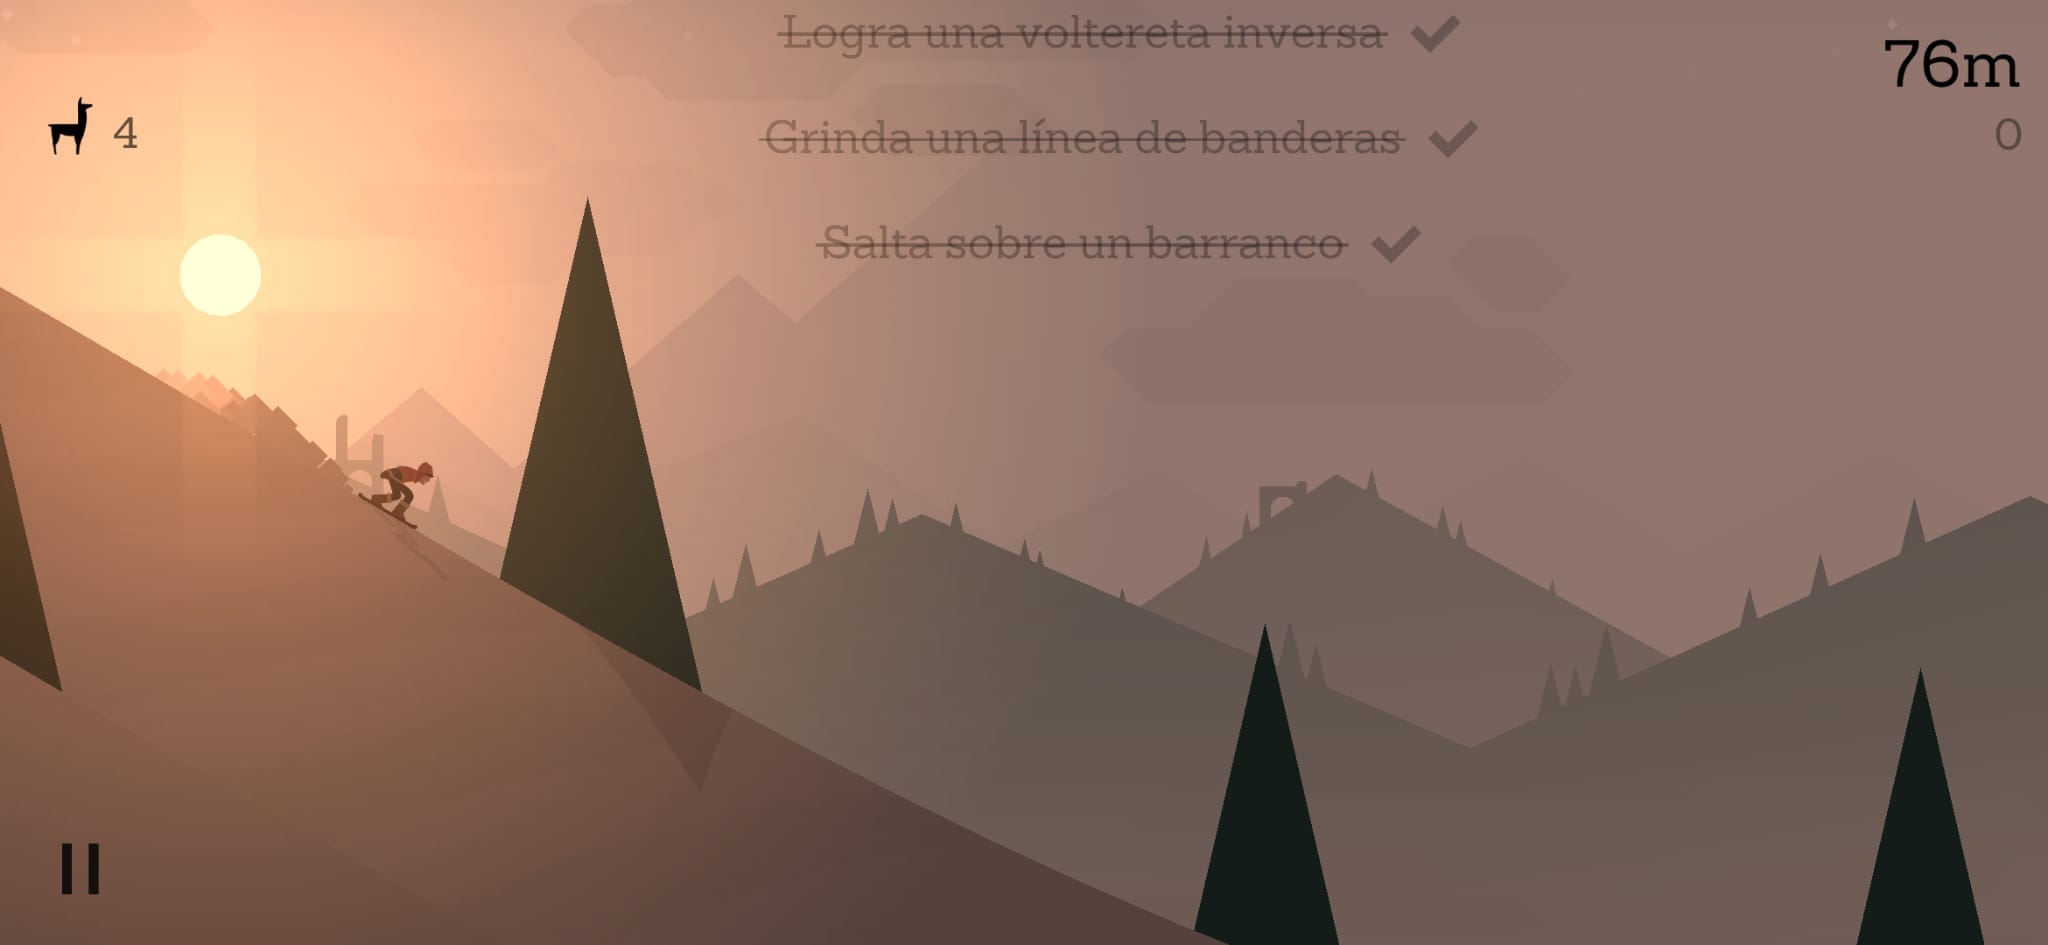 Logra una voltereta inversa
76m
4
Grinda una línea de banderas
0
Salta sobre un barranco